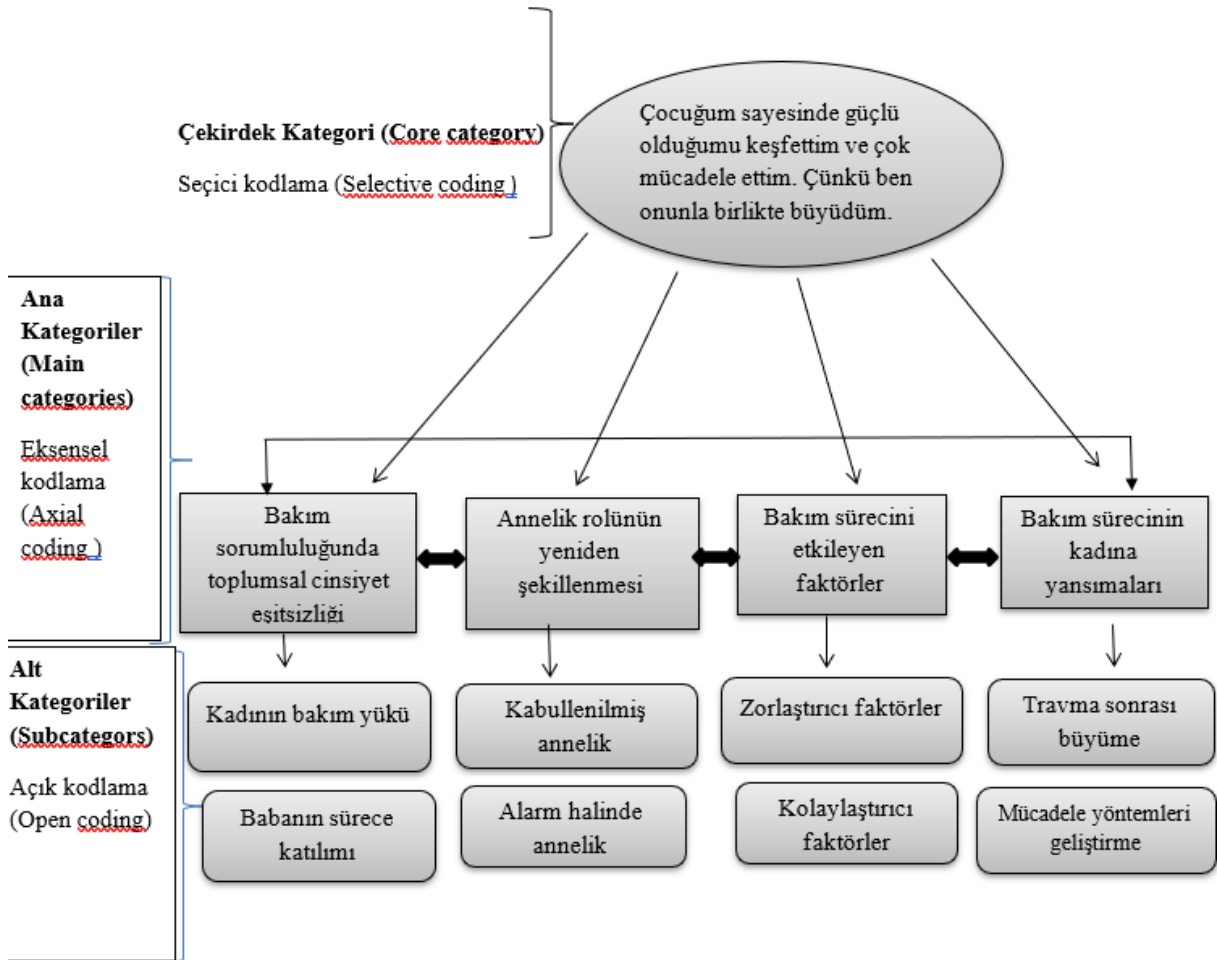 Çekirdek Kategori (Core category)
Seçici kodlama (Selective coding )
Çocuğum sayesinde güçlü
olduğumu keşfettim ve çok
mücadele ettim. Çünkü ben
onunla birlikte büyüdüm.
Ana
Kategoriler
(Main
categories)
Eksensel
kodlama
(Axial
coding )
Bakım
sorumluluğunda
toplumsal cinsiyet
eşitsizliği
Annelik rolünün
yeniden
şekillenmesi
Bakım sürecini
etkileyen
faktörler
Bakım sürecinin
kadına
yansımaları
Alt
Kategoriler
(Subcategors)
Açık kodlama
(Open coding)
Kadının bakım yükü
Kabullenilmiş
annelik
Zorlaştırıcı faktörler
Travma sonrası
büyüme
Babanın sürece
katılımı
Alarm halinde
annelik
Kolaylaştırıcı
faktörler
Mücadele yöntemleri
geliştirme